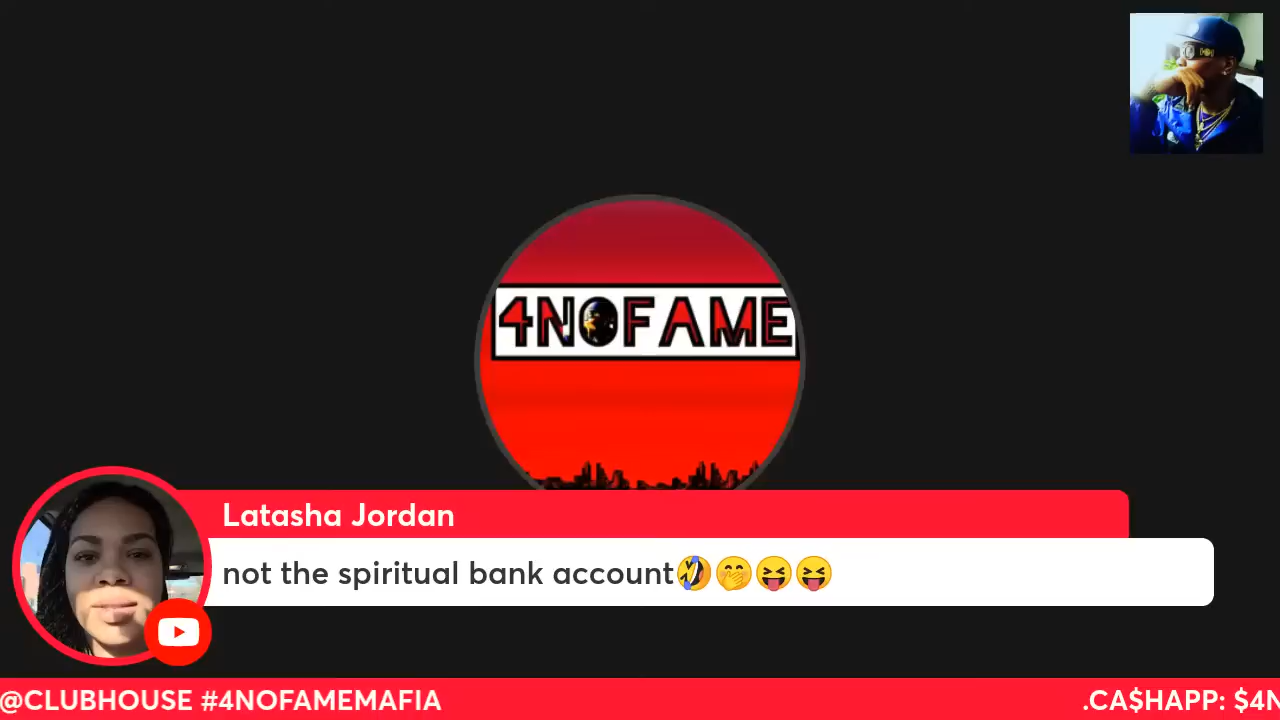 4NOFAME
Latasha Jordan
not the spiritual bank account🤣🤭😝😝
@CLUBHOUSE #4NOFAMEMAFIA .CA$HAPP: $4N